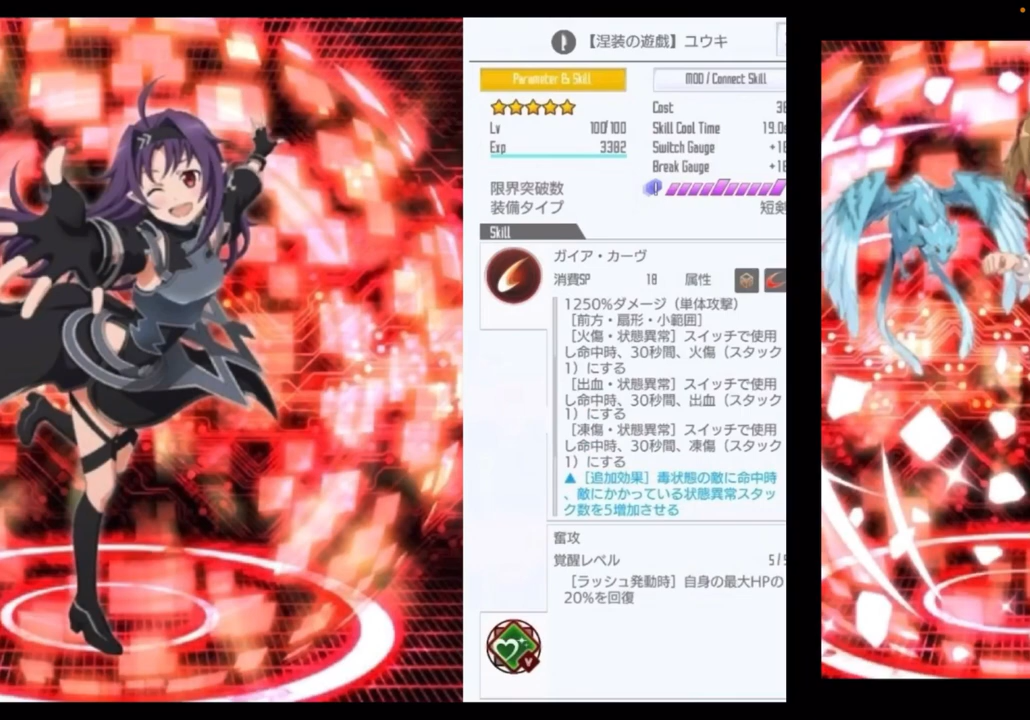 【涅装の遊戯】ユウキ
Parameter & Skill
MOD / Connect Skill
Lv 100/100
Exp 3382
Cost
Skill Cool Time 19.0
Switch Gauge
Break Gauge
限界突破数
装備タイプ 短剣
Skill
ガイア・カーヴ
消費SP 18 属性
1250%ダメージ（単体攻撃）
［前方・扇形・小範囲］
［火傷・状態異常］スイッチで使用
し命中時、30秒間、火傷（スタック
1）にする
［出血・状態異常］スイッチで使用
し命中時、30秒間、出血（スタック
1）にする
［凍傷・状態異常］スイッチで使用
し命中時、30秒間、凍傷（スタック
1）にする
▲［追加効果］毒状態の敵に命中時
、敵にかかっている状態異常スタッ
ク数を5増加させる
奮攻
覚醒レベル 5/
［ラッシュ発動時］自身の最大HPの
20%を回復
V